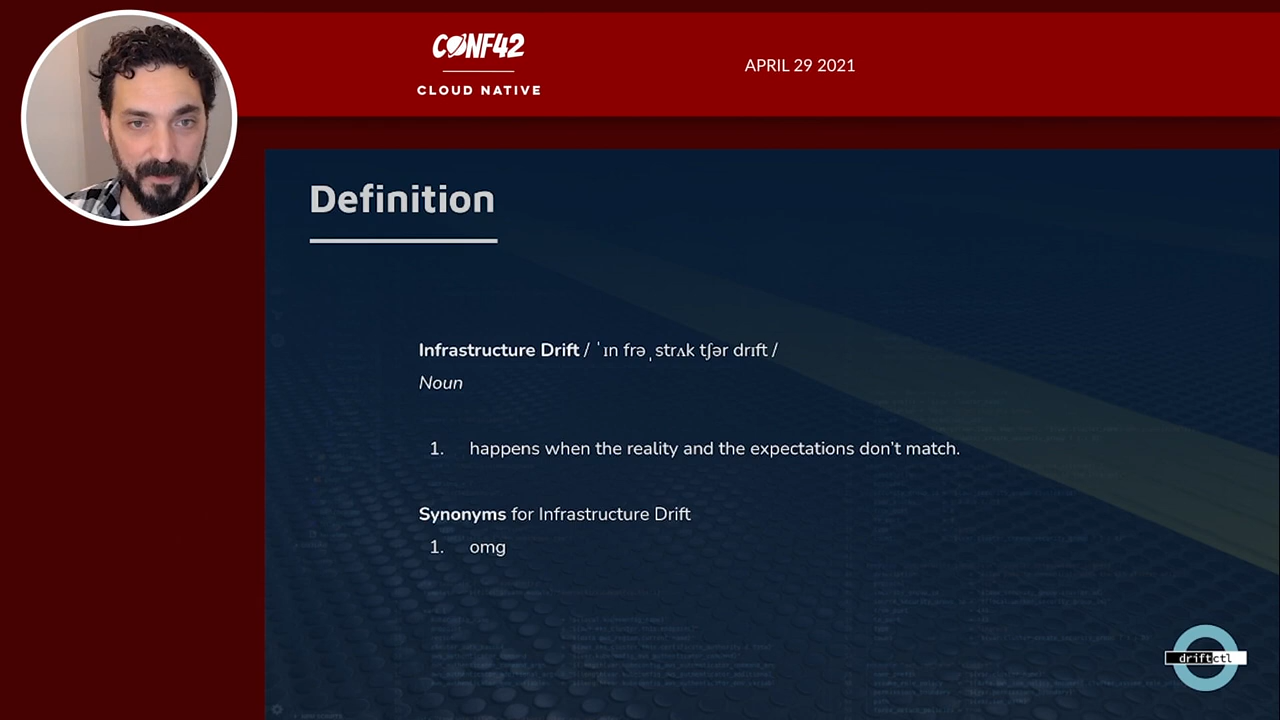 CONF42
CLOUD NATIVE
APRIL 29 2021
Definition
Infrastructure Drift / ˈɪn frəˌstrʌk tʃər drɪft /
Noun
1. happens when the reality and the expectations don’t match.
Synonyms for Infrastructure Drift
1. omg
driftctl